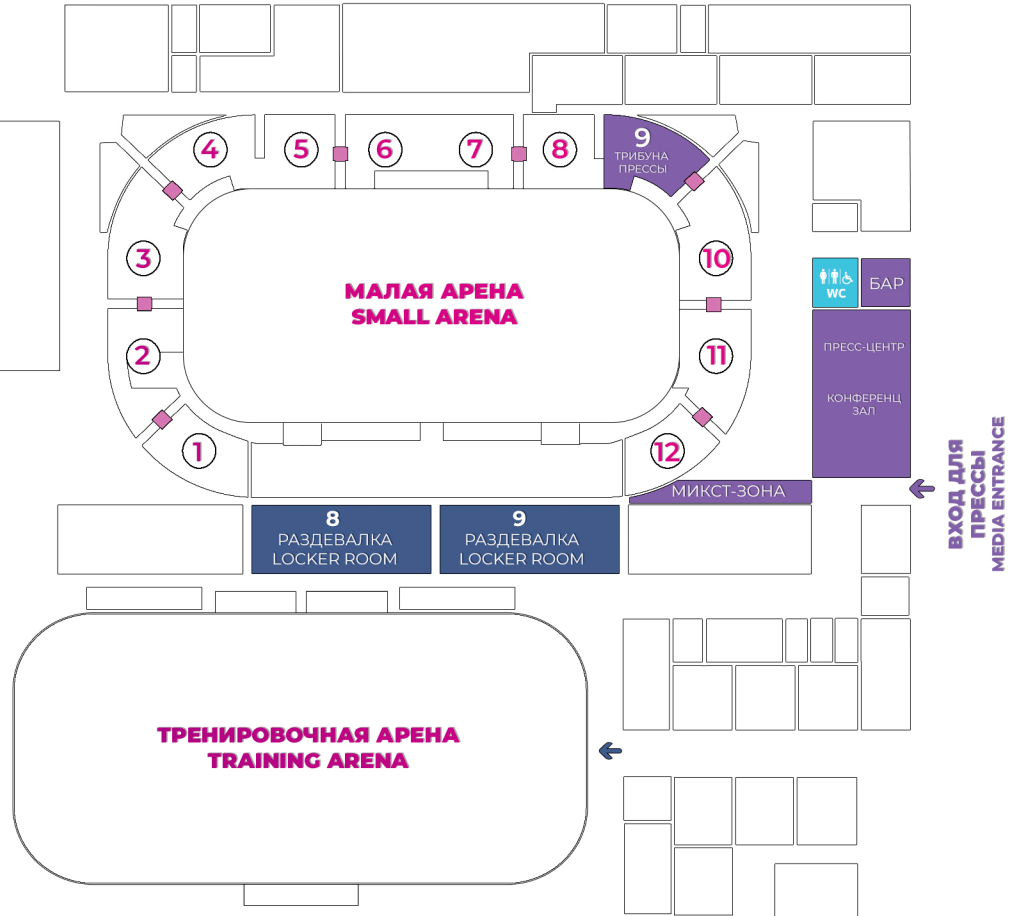 4
5
6
7
8
9
ТРИБУНА
ПРЕССЫ
3
10
МАЛАЯ АРЕНА
SMALL ARENA
WC
БАР
2
11
ПРЕСС-ЦЕНТР
КОНФЕРЕНЦ
ЗАЛ
1
12
МИКСТ-ЗОНА
ВХОД ДЛЯ
ПРЕССЫ
MEDIA ENTRANCE
8
РАЗДЕВАЛКА
LOCKER ROOM
9
РАЗДЕВАЛКА
LOCKER ROOM
ТРЕНИРОВОЧНАЯ АРЕНА
TRAINING ARENA